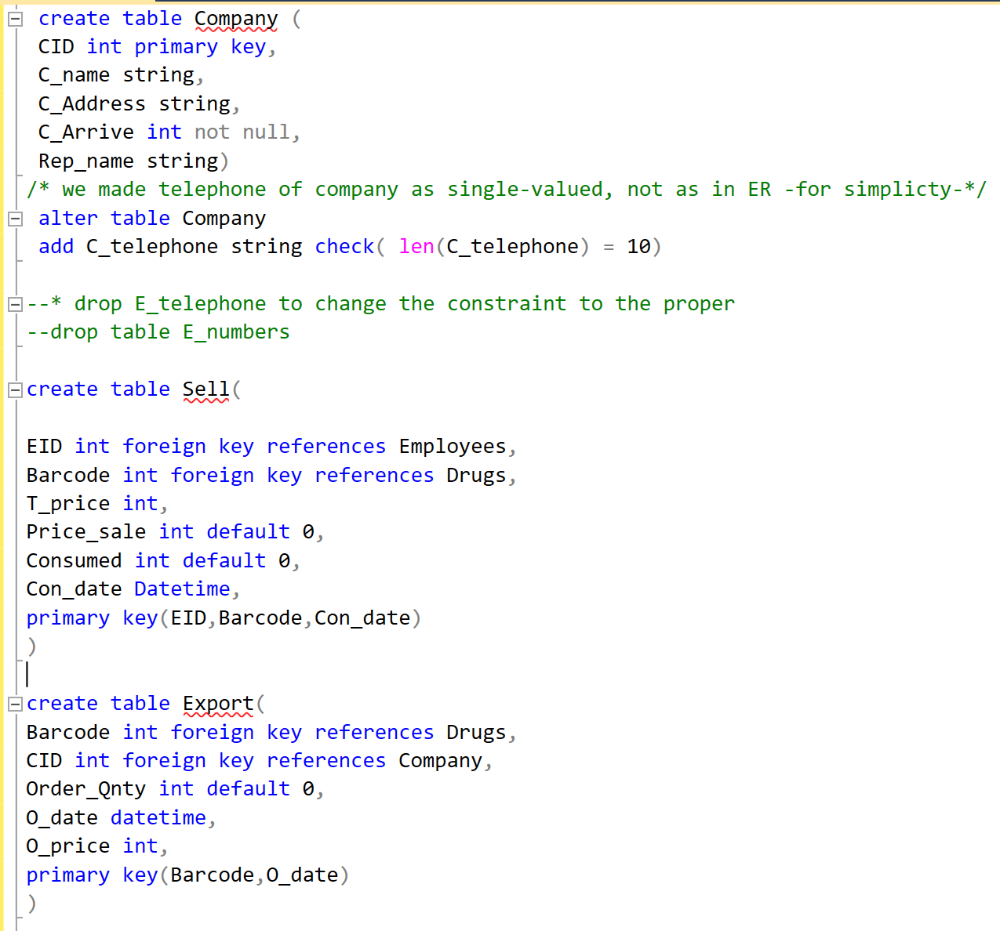 create table Company (
CID int primary key,
C_name string,
C_Address string,
C_Arrive int not null,
Rep_name string)
/* we made telephone of company as single-valued, not as in ER -for simplicty-*/
alter table Company
add C_telephone string check( len(C_telephone) = 10)
--* drop E_telephone to change the constraint to the proper
--drop table E_numbers
create table Sell(
EID int foreign key references Employees,
Barcode int foreign key references Drugs,
T_price int,
Price_sale int default 0,
Consumed int default 0,
Con_date Datetime,
primary key(EID,Barcode,Con_date)
)
create table Export(
Barcode int foreign key references Drugs,
CID int foreign key references Company,
Order_Qnty int default 0,
O_date datetime,
O_price int,
primary key(Barcode,O_date)
)